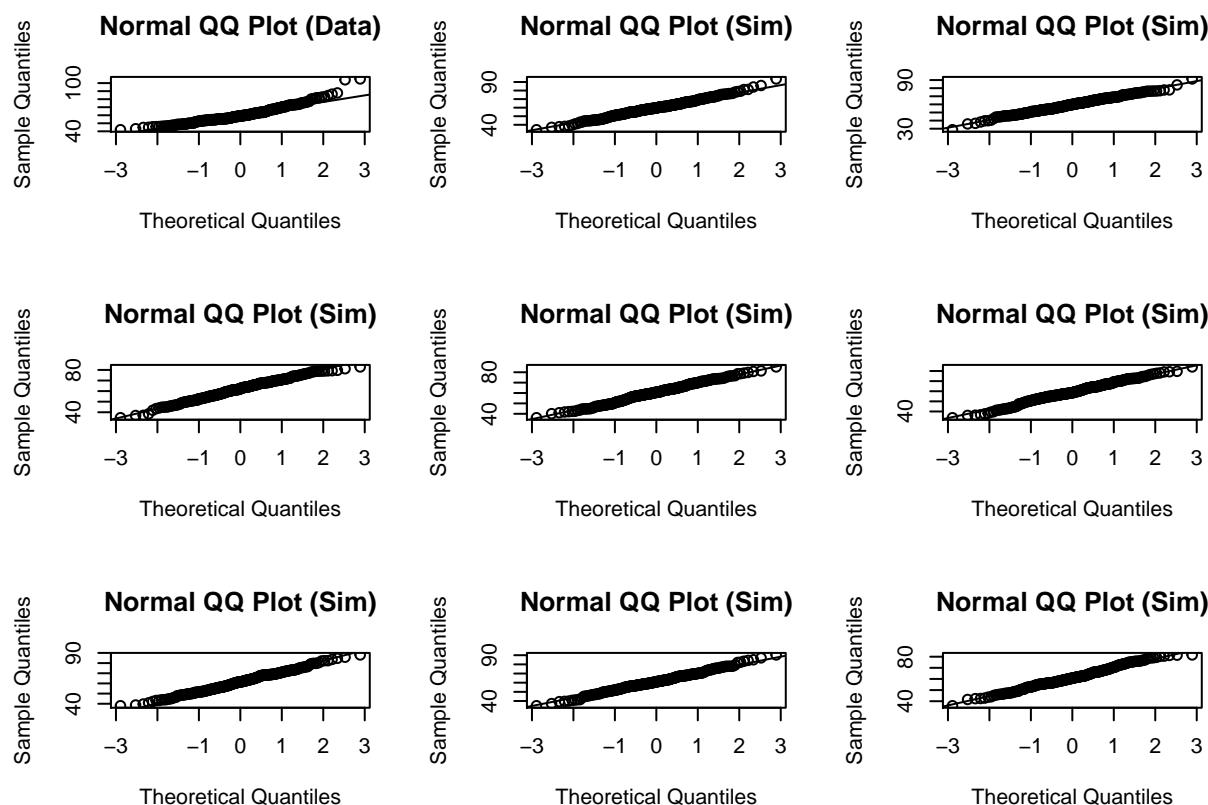 Normal QQ Plot (Data)
Sample Quantiles
40 100
−3 −1 0 1 2 3
Theoretical Quantiles
Normal QQ Plot (Sim)
Sample Quantiles
40 90
−3 −1 0 1 2 3
Theoretical Quantiles
Normal QQ Plot (Sim)
Sample Quantiles
30 90
−3 −1 0 1 2 3
Theoretical Quantiles
Normal QQ Plot (Sim)
Sample Quantiles
40 80
−3 −1 0 1 2 3
Theoretical Quantiles
Normal QQ Plot (Sim)
Sample Quantiles
40 80
−3 −1 0 1 2 3
Theoretical Quantiles
Normal QQ Plot (Sim)
Sample Quantiles
40
−3 −1 0 1 2 3
Theoretical Quantiles
Normal QQ Plot (Sim)
Sample Quantiles
40 90
−3 −1 0 1 2 3
Theoretical Quantiles
Normal QQ Plot (Sim)
Sample Quantiles
40 90
−3 −1 0 1 2 3
Theoretical Quantiles
Normal QQ Plot (Sim)
Sample Quantiles
40 80
−3 −1 0 1 2 3
Theoretical Quantiles